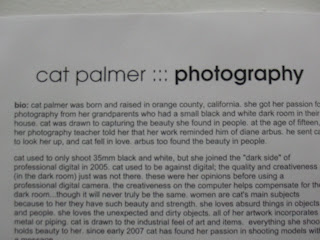 cat palmer ::: photography
bio: cat palmer was born and raised in orange county, california. she got her passion fo
photography from her grandparents who had a small black and white dark room in their
house. cat was drawn to capturing the beauty she found in people. at the age of fifteen,
her photography teacher told her that her work reminded him of diane arbus. he sent ca
to look her up, and cat fell in love. arbus too found the beauty in people.
cat used to only shoot 35mm black and white, but she joined the "dark side" of
professional digital in 2005. cat used to be against digital; the quality and creativeness
(in the dark room) just was not there. these were her opinions before using a
professional digital camera. the creativeness on the computer helps compensate for the
dark room...though it will never truly be the same. women are cat's main subjects
because to her they have such beauty and strength. she loves absurd things in objects
and people. she loves the unexpected and dirty objects. all of her artwork incorporates
metal or piping. cat is drawn to the industrial feel of art and items. everything she shoo
holds beauty to her. since early 2007 cat has found her passion in shooting models with
a message